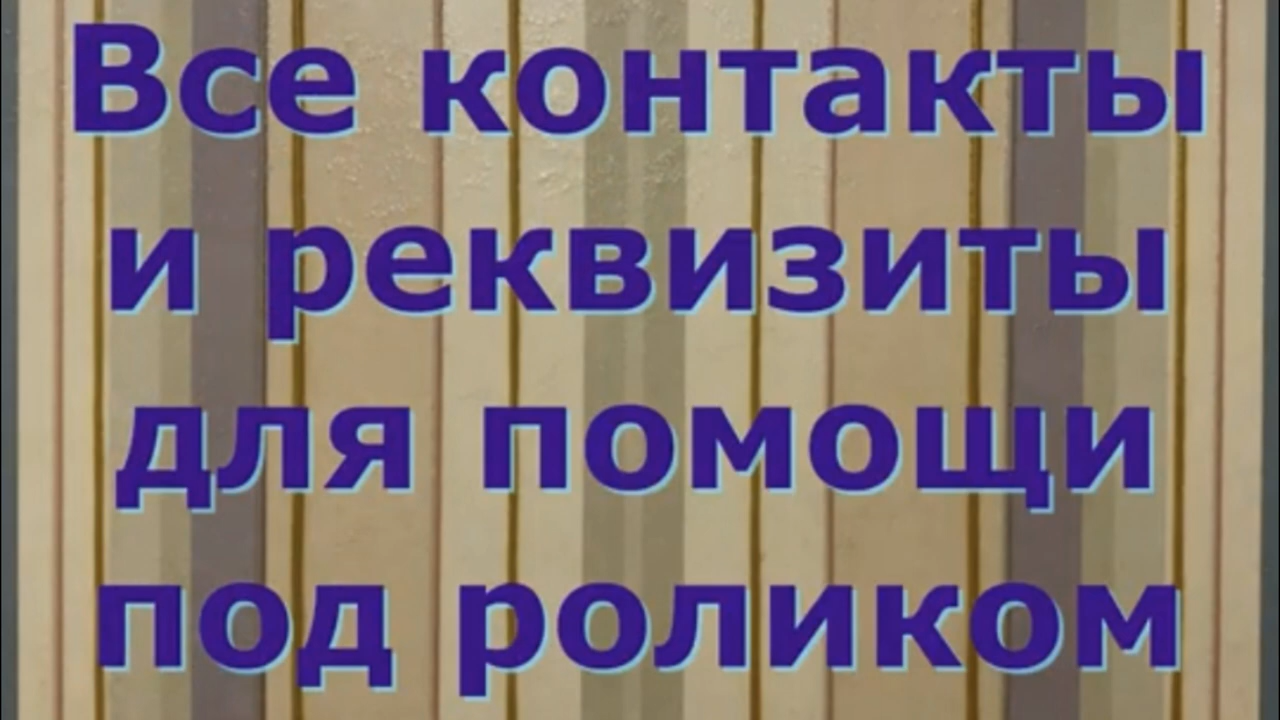 Все контакты
и реквизиты
для помощи
под роликом